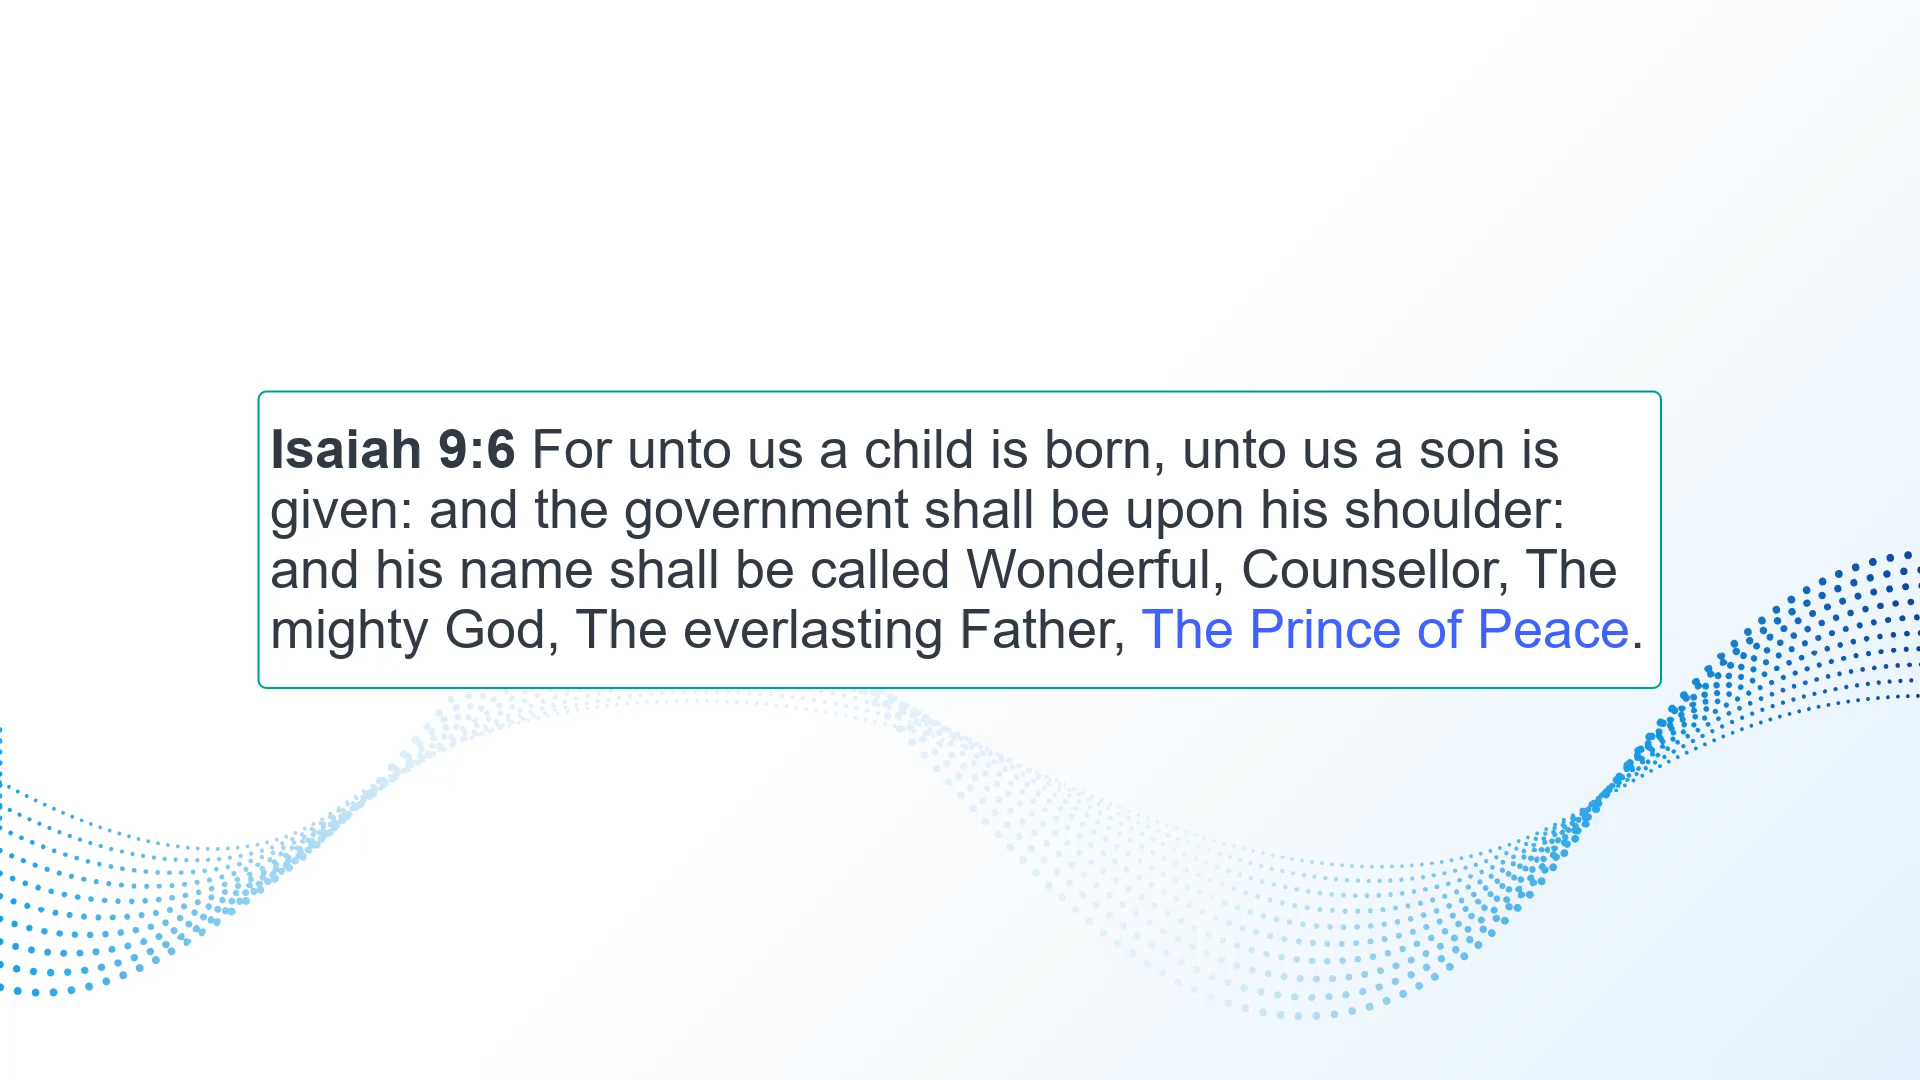 Isaiah 9:6 For unto us a child is born, unto us a son is
given: and the government shall be upon his shoulder:
and his name shall be called Wonderful, Counsellor, The
mighty God, The everlasting Father, The Prince of Peace.